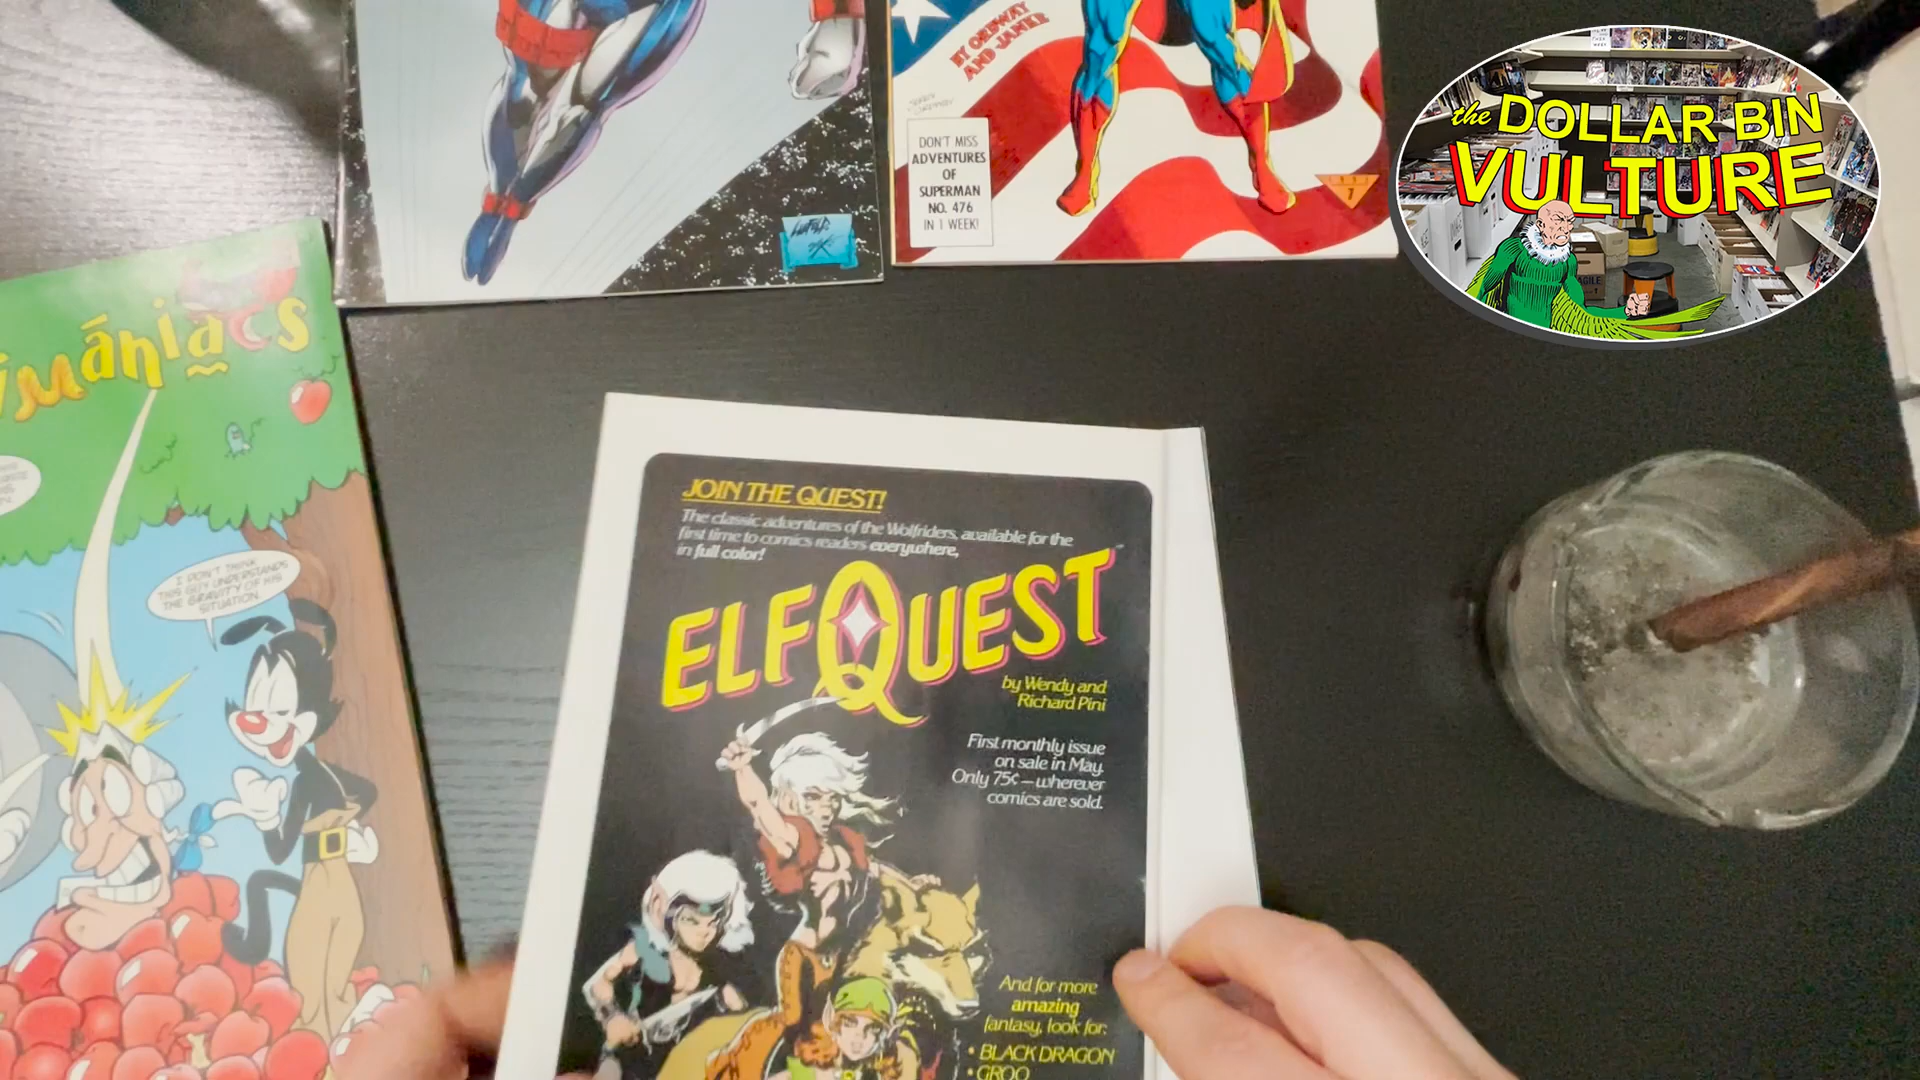 BY ORDWAY
AND JANKE
DON'T MISS
ADVENTURES
OF
SUPERMAN
NO. 476
IN 1 WEEK!
1991
7
the DOLLAR BIN
VULTURE
imániacs
I DON'T THINK
THIS GUY UNDERSTANDS
THE GRAVITY OF HIS
SITUATION.
JOIN THE QUEST!
The classic adventures of the Wolfriders, available for the
first time to comics readers everywhere,
in full color!
ELFQUEST
by Wendy and
Richard Pini
First monthly issue
on sale in May.
Only 75¢—wherever
comics are sold.
And for more
amazing
fantasy, look for:
• BLACK DRAGON
• GROO